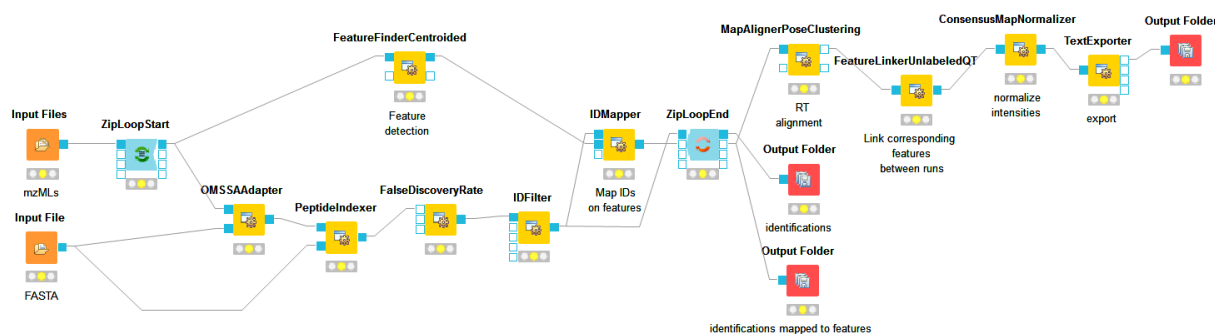 ConsensusMapNormalizer
Output Folder
MapAlignerPoseClustering
TextExporter
FeatureFinderCentroided
FeatureLinkerUnlabeledQT
normalize
intensities
export
Feature
detection
RT
alignment
Input Files
ZipLoopStart
IDMapper
ZipLoopEnd
Link corresponding
features
between runs
mzMLs
Output Folder
Map IDs
on features
OMSSAAdapter
FalseDiscoveryRate
IDFilter
Input File
PeptideIndexer
identifications
Output Folder
FASTA
identifications mapped to features